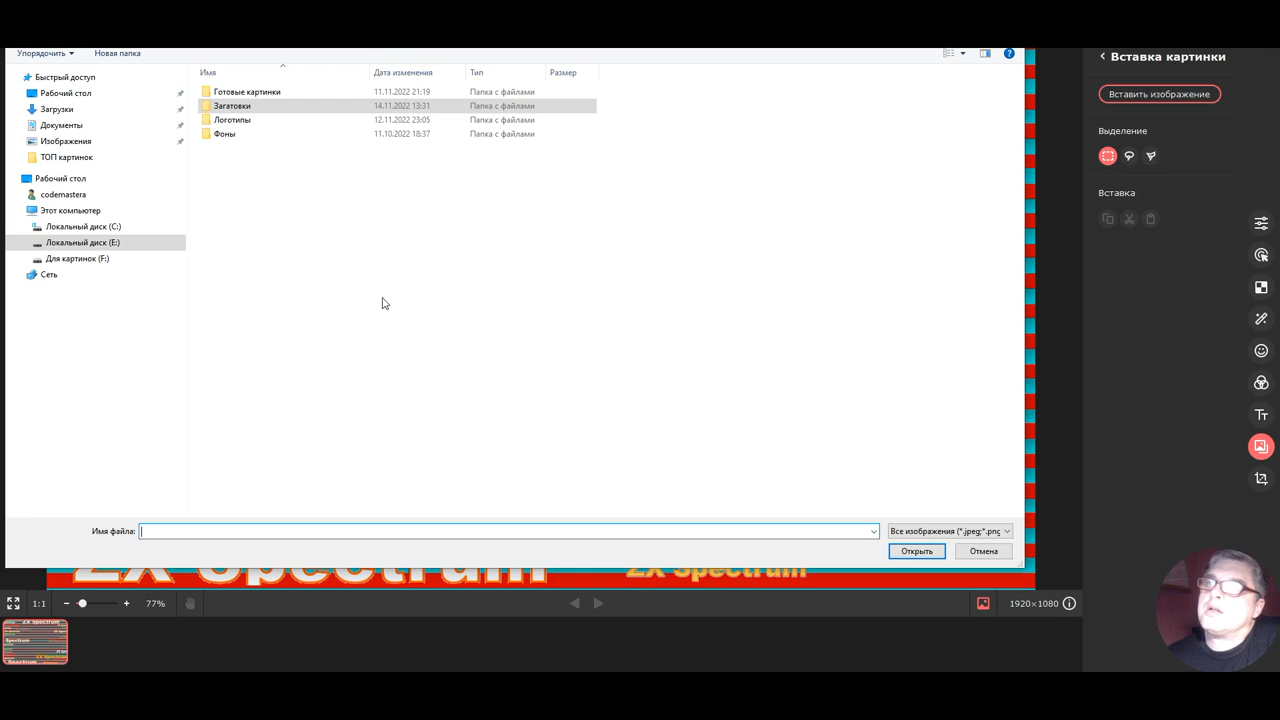 Упорядочить Новая папка
Вставка картинки
Имя Дата изменения Тип Размер
Быстрый доступ
Рабочий стол
Загрузки
Документы
Изображения
ТОП картинок
Рабочий стол
codemastera
Этот компьютер
Локальный диск (C:)
Локальный диск (E:)
Для картинок (F:)
Сеть
Готовые картинки 11.11.2022 21:19 Папка с файлами
Загатовки 14.11.2022 13:31 Папка с файлами
Логотипы 12.11.2022 23:05 Папка с файлами
Фоны 11.10.2022 18:37 Папка с файлами
Вставить изображение
Выделение
Вставка
Tт
Имя файла: Все изображения (*.jpeg;*.png
Открыть Отмена
ZX Spectrum ZX Spectrum
1:1 77% 1920×1080